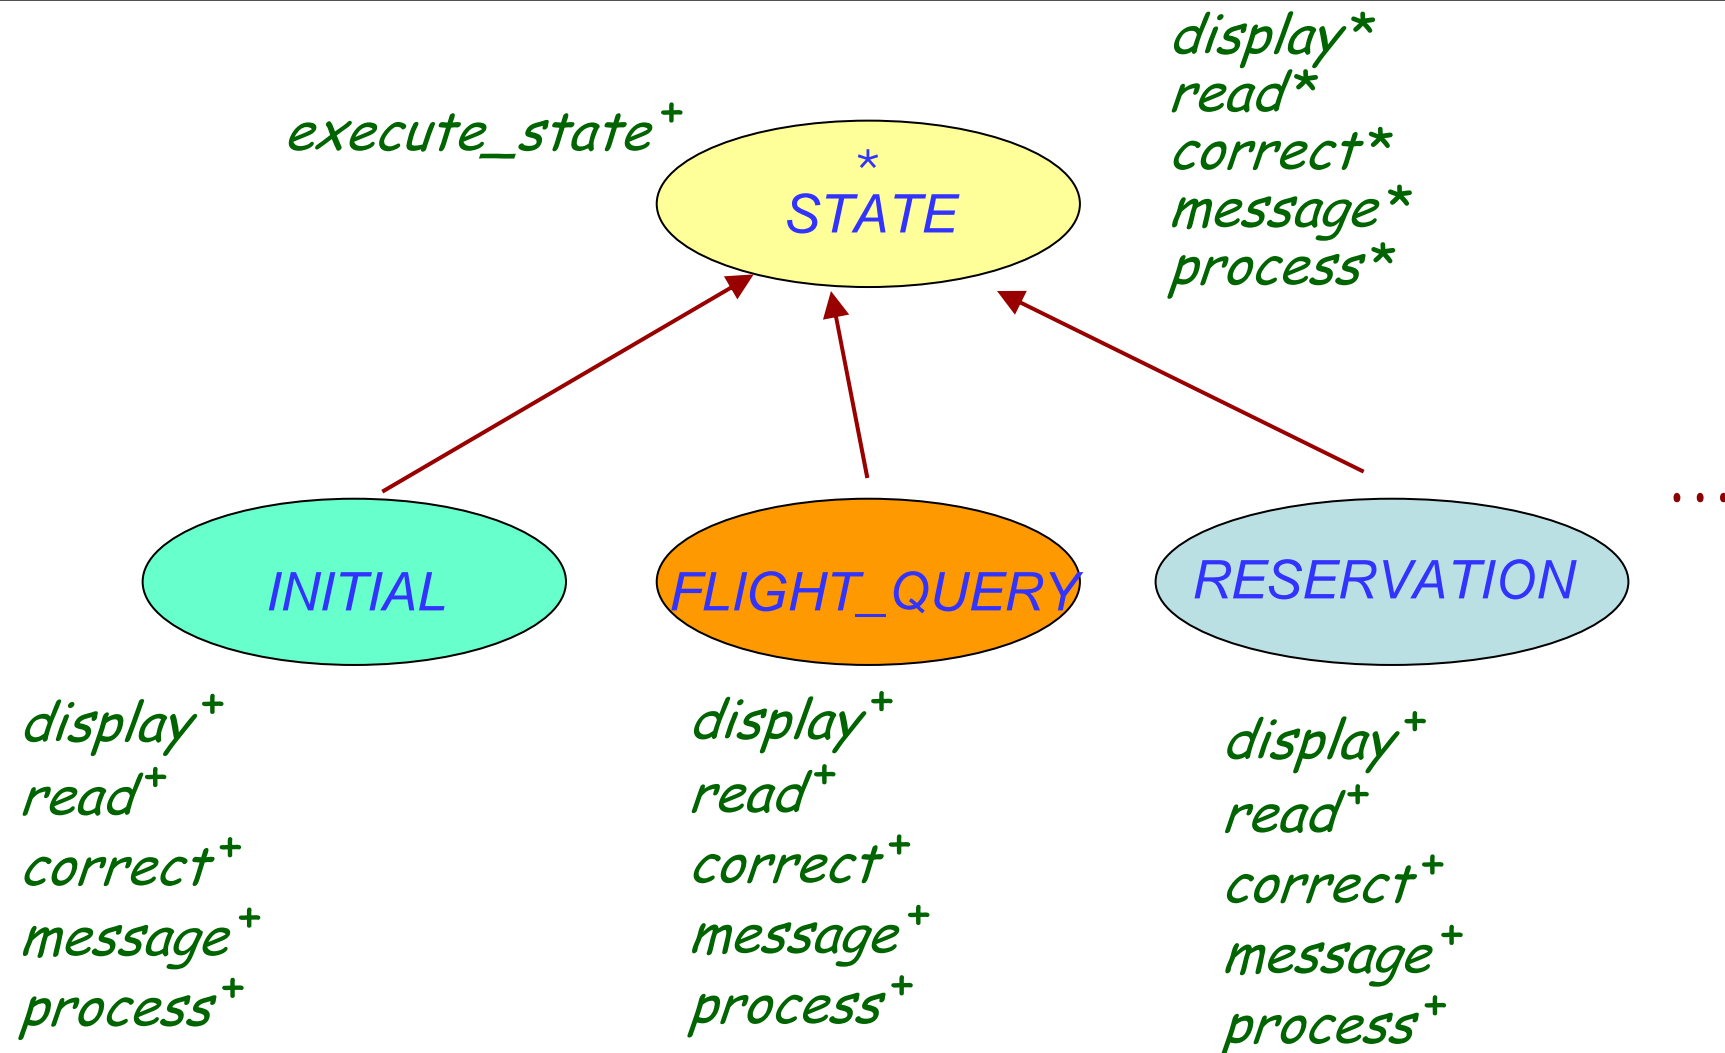 execute_state+
*
STATE
display*
read*
correct*
message*
process*
INITIAL
FLIGHT_QUERY
RESERVATION
...
display+
read+
correct+
message+
process+
display+
read+
correct+
message+
process+
display+
read+
correct+
message+
process+